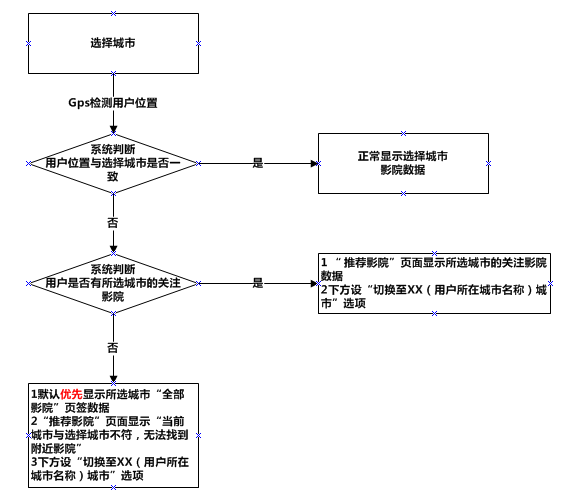 选择城市
Gps检测用户位置
系统判断
用户位置与选择城市是否一
致
是
正常显示选择城市
影院数据
否
系统判断
用户是否有所选城市的关注
影院
是
1 “推荐影院”页面显示所选城市的关注影院
数据
2下方设“切换至XX（用户所在城市名称）城
市”选项
否
1默认优先显示所选城市“全部
影院”页签数据
2“推荐影院”页面显示“当前
城市与选择城市不符，无法找到
附近影院”
3下方设“切换至XX（用户所在
城市名称）城市”选项